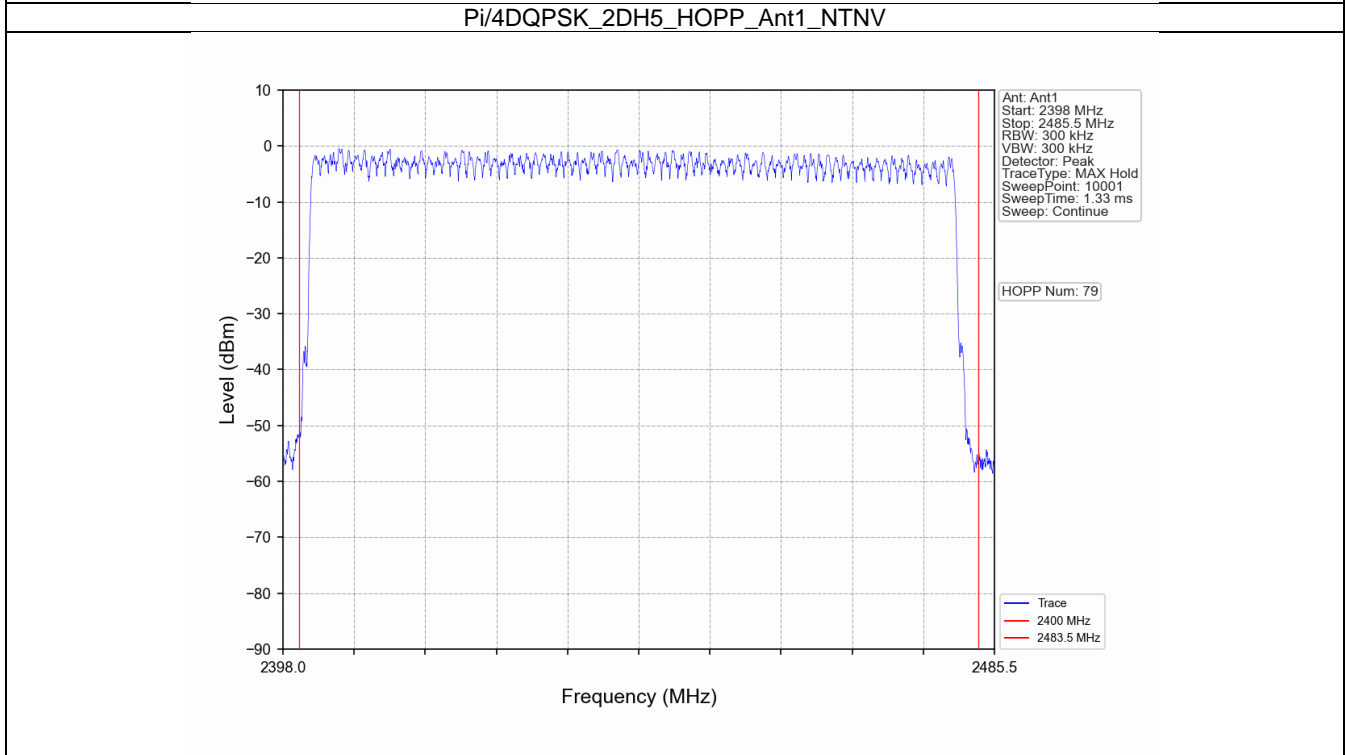 Pi/4DQPSK_2DH5_HOPP_Ant1_NTNV
10
0
−10
−20
−30
−40
−50
−60
−70
−80
−90
Level (dBm)
2398.0
2485.5
Frequency (MHz)
Ant: Ant1
Start: 2398 MHz
Stop: 2485.5 MHz
RBW: 300 kHz
VBW: 300 kHz
Detector: Peak
TraceType: MAX Hold
SweepPoint: 10001
SweepTime: 1.33 ms
Sweep: Continue
HOPP Num: 79
Trace
2400 MHz
2483.5 MHz